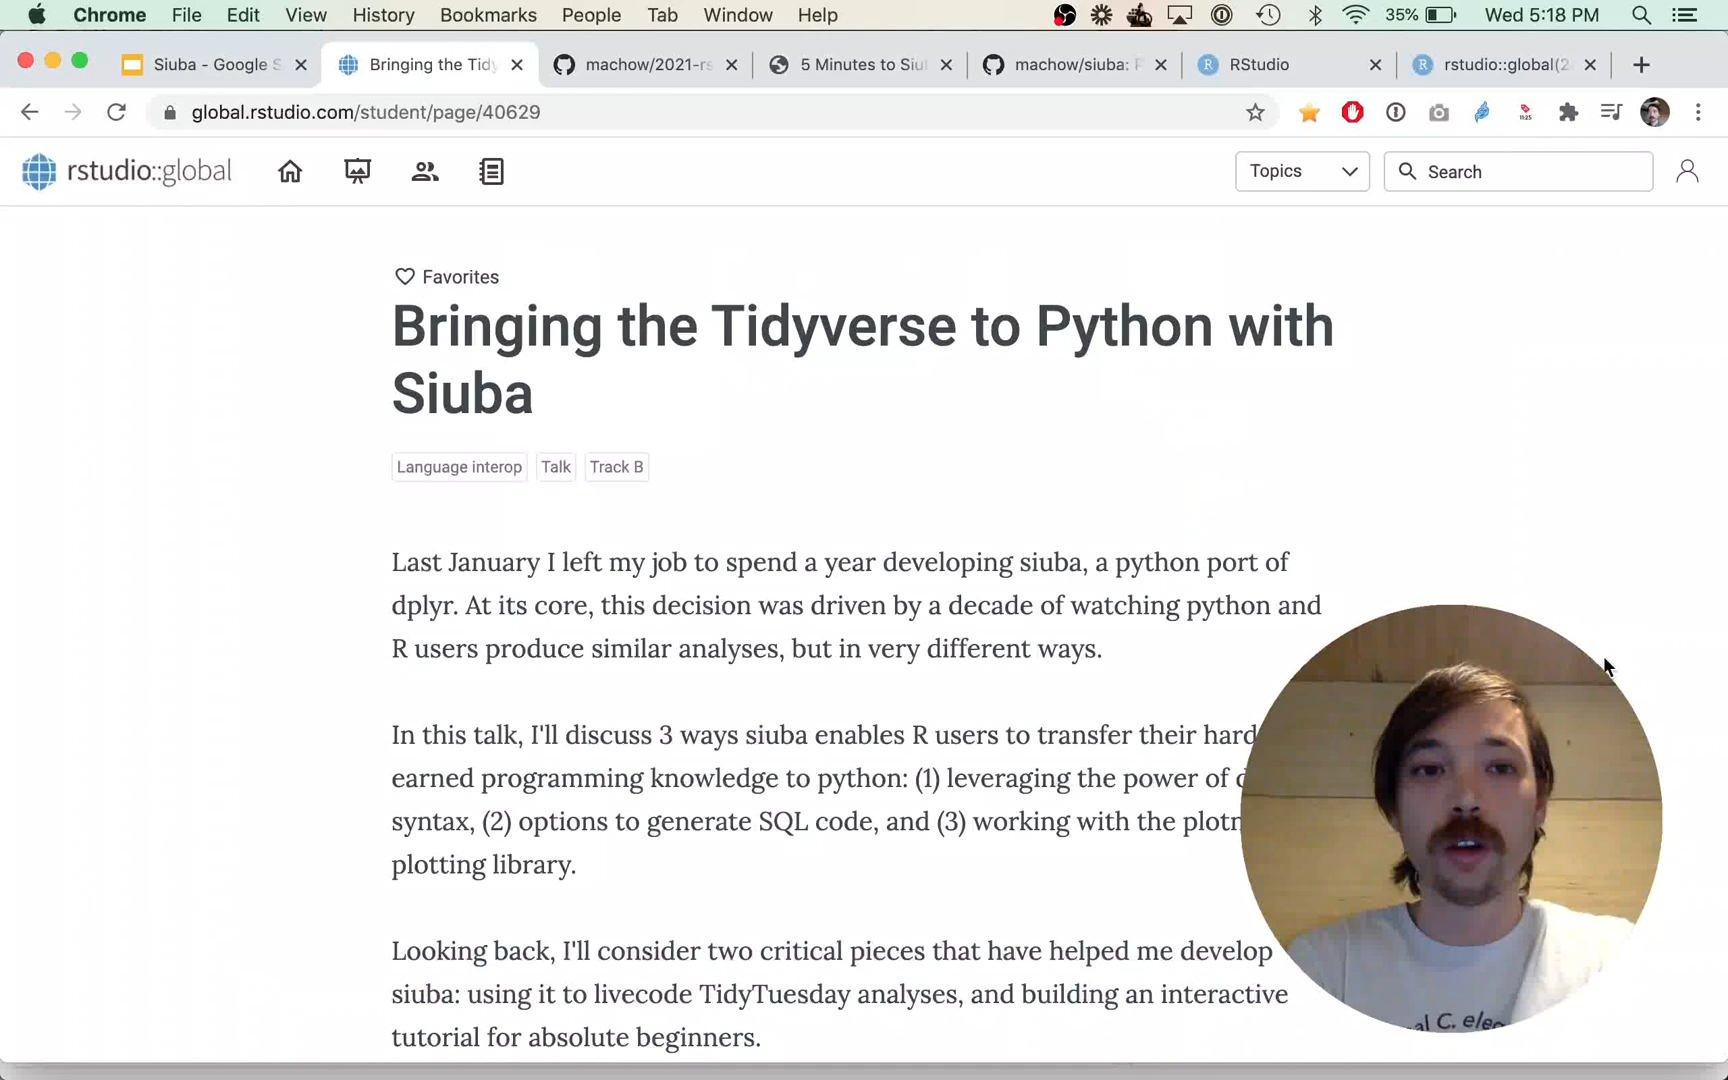 Chrome File Edit View History Bookmarks People Tab Window Help 35% Wed 5:18 PM
Siuba - Google S
Bringing the Tidy
machow/2021-rs
5 Minutes to Siu
machow/siuba:
RStudio
rstudio::global(2
global.rstudio.com/student/page/40629
rstudio::global
Topics
Search
Favorites
Bringing the Tidyverse to Python with
Siuba
Language interop
Talk
Track B
Last January I left my job to spend a year developing siuba, a python port of
dplyr. At its core, this decision was driven by a decade of watching python and
R users produce similar analyses, but in very different ways.
In this talk, I'll discuss 3 ways siuba enables R users to transfer their hard
earned programming knowledge to python: (1) leveraging the power of
syntax, (2) options to generate SQL code, and (3) working with the plotn
plotting library.
Looking back, I'll consider two critical pieces that have helped me develop
siuba: using it to livecode TidyTuesday analyses, and building an interactive
tutorial for absolute beginners.
al C. eleg